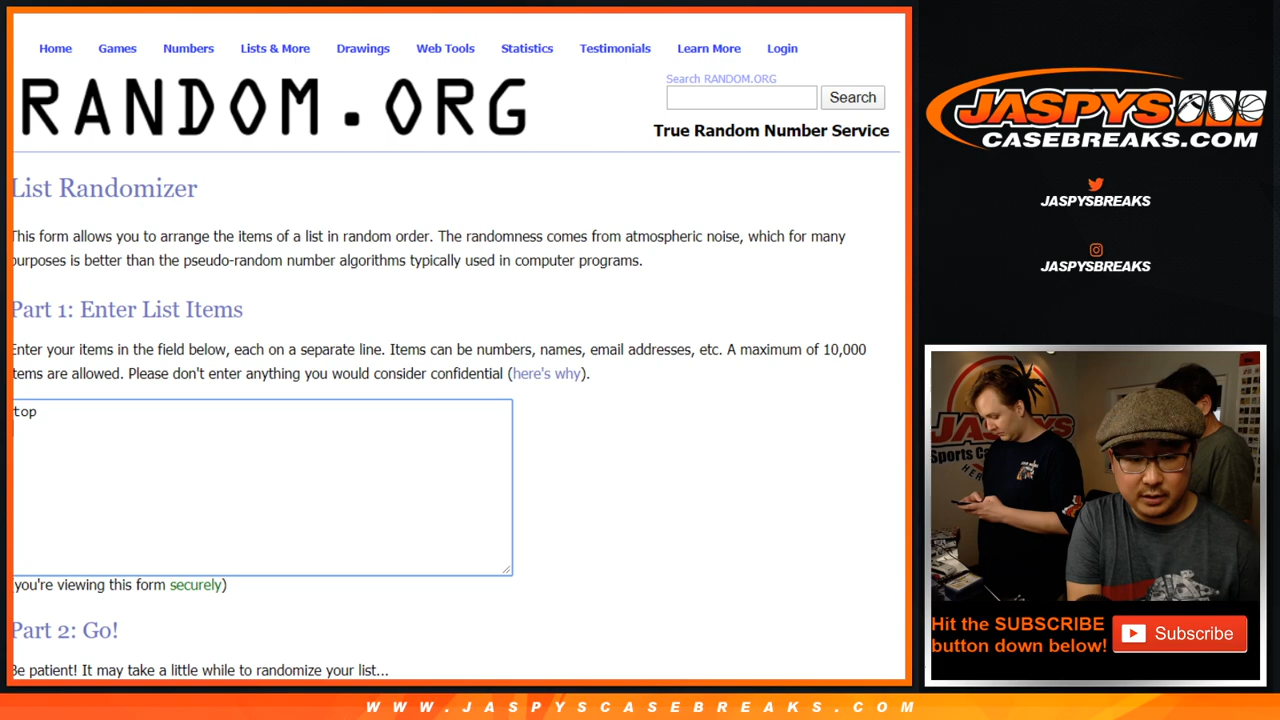 Home Games Numbers Lists & More Drawings Web Tools Statistics Testimonials Learn More Login
RANDOM.ORG
Search RANDOM.ORG
Search
True Random Number Service
List Randomizer
This form allows you to arrange the items of a list in random order. The randomness comes from atmospheric noise, which for many
purposes is better than the pseudo-random number algorithms typically used in computer programs.
Part 1: Enter List Items
Enter your items in the field below, each on a separate line. Items can be numbers, names, email addresses, etc. A maximum of 10,000
items are allowed. Please don't enter anything you would consider confidential (here's why).
top
(you're viewing this form securely)
Part 2: Go!
Be patient! It may take a little while to randomize your list...
JASPYS
CASEBREAKS.COM
JASPYSBREAKS
JASPYSBREAKS
JASPYS
Sports Ca
HER
Hit the SUBSCRIBE
button down below!
Subscribe
WWW.JASPYSCASEBREAKS.COM